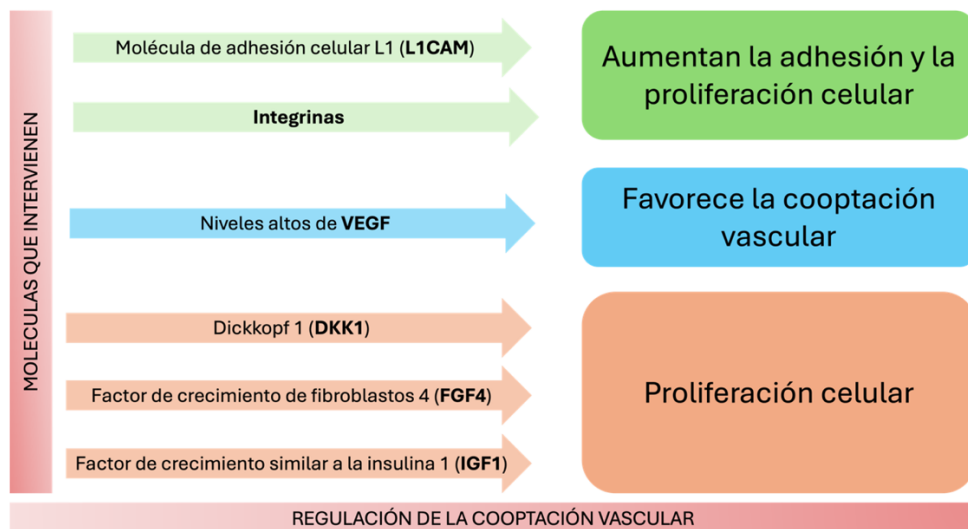 MOLECULAS QUE INTERVIENEN
Molécula de adhesión celular L1 (L1CAM)
Integrinas
Aumentan la adhesión y la
proliferación celular
Niveles altos de VEGF
Favorece la cooptación
vascular
Dickkopf 1 (DKK1)
Factor de crecimiento de fibroblastos 4 (FGF4)
Factor de crecimiento similar a la insulina 1 (IGF1)
Proliferación celular
REGULACIÓN DE LA COOPTACIÓN VASCULAR